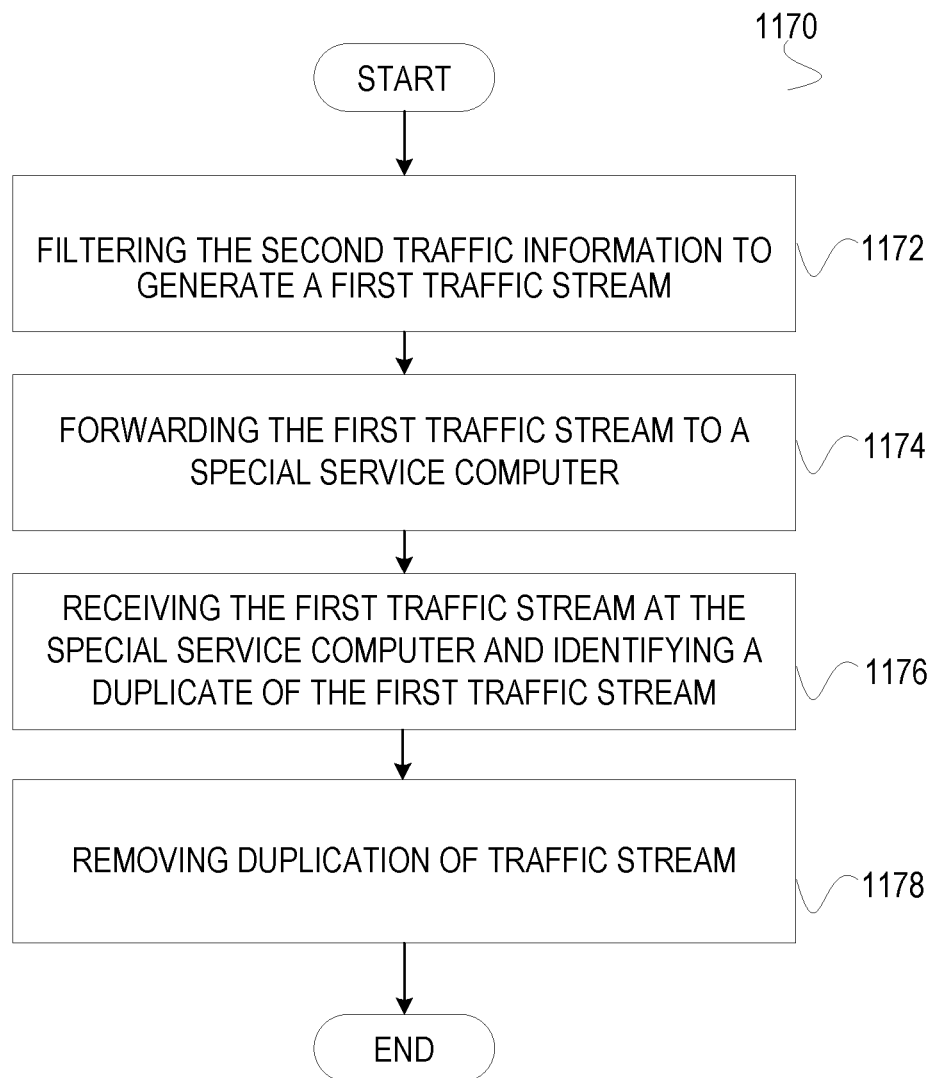 1170
START
FILTERING THE SECOND TRAFFIC INFORMATION TO
GENERATE A FIRST TRAFFIC STREAM
1172
FORWARDING THE FIRST TRAFFIC STREAM TO A
SPECIAL SERVICE COMPUTER
1174
RECEIVING THE FIRST TRAFFIC STREAM AT THE
SPECIAL SERVICE COMPUTER AND IDENTIFYING A
DUPLICATE OF THE FIRST TRAFFIC STREAM
1176
REMOVING DUPLICATION OF TRAFFIC STREAM
1178
END